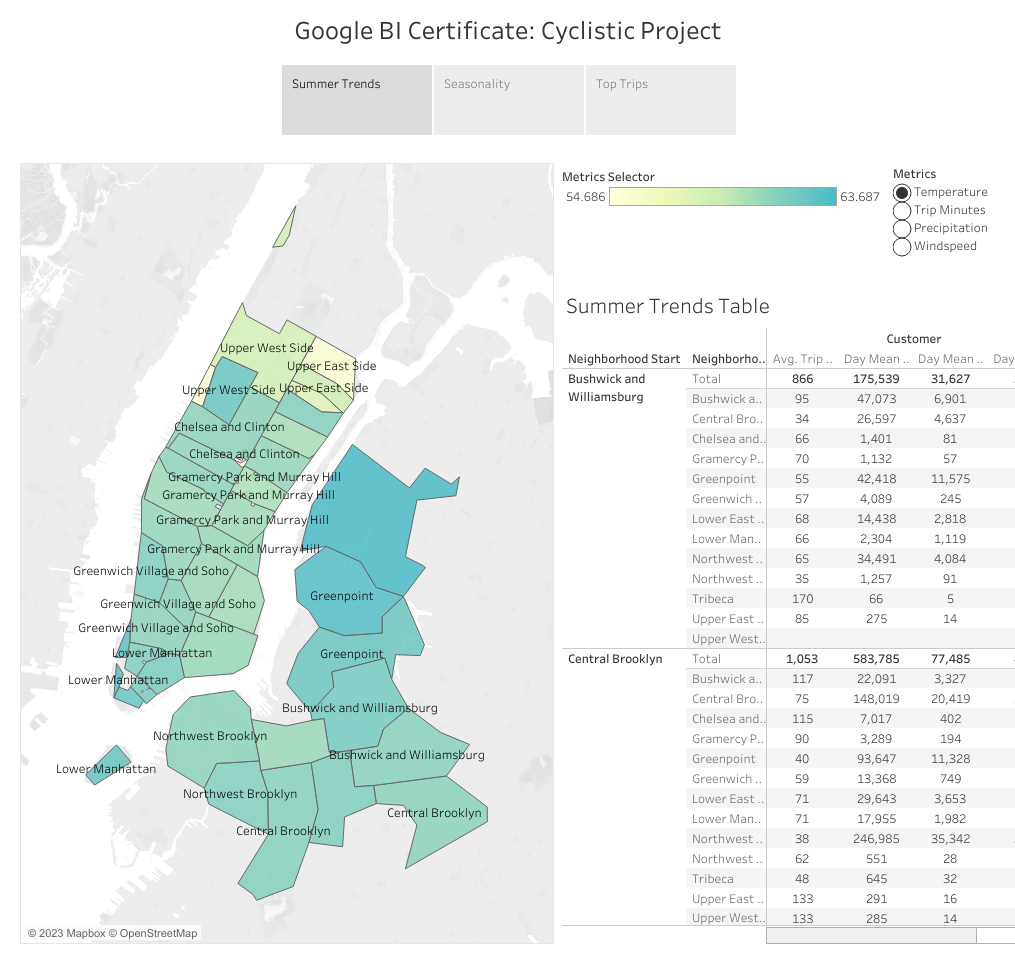 Google BI Certificate: Cyclistic Project
Summer Trends
Seasonality
Top Trips
Upper West Side
Upper East Side
Upper West Side
Upper East Side
Chelsea and Clinton
Chelsea and Clinton
Gramercy Park and Murray Hill
Gramercy Park and Murray Hill
Gramercy Park and Murray Hill
Gramercy Park and Murray Hill
Greenwich Village and Soho
Greenpoint
Greenwich Village and Soho
Greenwich Village and Soho
Lower Manhattan
Greenpoint
Lower Manhattan
Bushwick and Williamsburg
Northwest Brooklyn
Bushwick and Williamsburg
Lower Manhattan
Northwest Brooklyn
Central Brooklyn
Central Brooklyn
© 2023 Mapbox © OpenStreetMap
Metrics Selector
54.686
63.687
Metrics
Temperature
Trip Minutes
Precipitation
Windspeed
Summer Trends Table
Customer
Neighborhood Start Neighborho.. Avg. Trip .. Day Mean .. Day Mean .. Day
Bushwick and Total 866 175,539 31,627
Williamsburg Bushwick a.. 95 47,073 6,901
Central Bro.. 34 26,597 4,637
Chelsea and.. 66 1,401 81
Gramercy P.. 70 1,132 57
Greenpoint 55 42,418 11,575
Greenwich .. 57 4,089 245
Lower East .. 68 14,438 2,818
Lower Man.. 66 2,304 1,119
Northwest .. 65 34,491 4,084
Northwest .. 35 1,257 91
Tribeca 170 66 5
Upper East .. 85 275 14
Upper West..
Central Brooklyn Total 1,053 583,785 77,485
Bushwick a.. 117 22,091 3,327
Central Bro.. 75 148,019 20,419
Chelsea and.. 115 7,017 402
Gramercy P.. 90 3,289 194
Greenpoint 40 93,647 11,328
Greenwich .. 59 13,368 749
Lower East .. 71 29,643 3,653
Lower Man.. 71 17,955 1,982
Northwest .. 38 246,985 35,342
Northwest .. 62 551 28
Tribeca 48 645 32
Upper East .. 133 291 16
Upper West.. 133 285 14